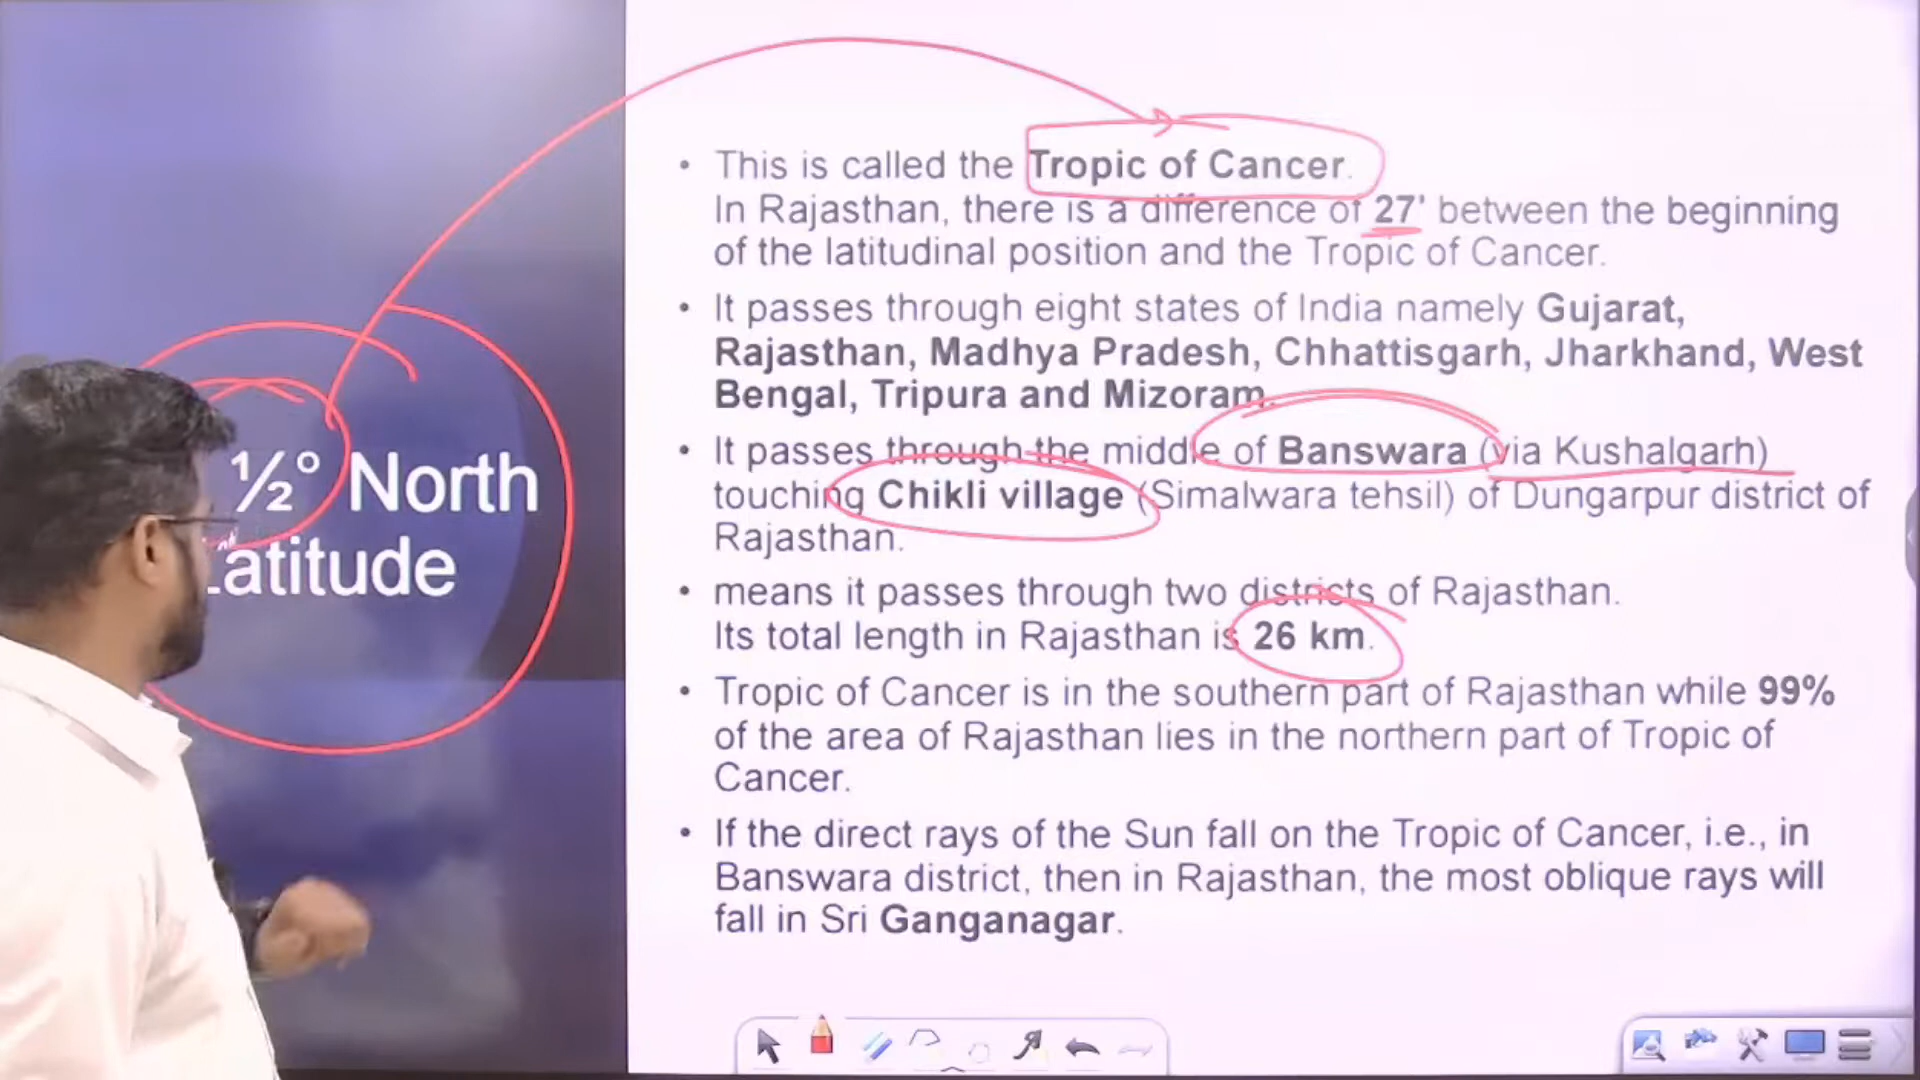 ½° North
Latitude
• This is called the Tropic of Cancer.
In Rajasthan, there is a difference of 27' between the beginning
of the latitudinal position and the Tropic of Cancer.
• It passes through eight states of India namely Gujarat,
Rajasthan, Madhya Pradesh, Chhattisgarh, Jharkhand, West
Bengal, Tripura and Mizoram.
• It passes through the middle of Banswara (via Kushalgarh)
touching Chikli village (Simalwara tehsil) of Dungarpur district of
Rajasthan.
• means it passes through two districts of Rajasthan.
Its total length in Rajasthan is 26 km.
• Tropic of Cancer is in the southern part of Rajasthan while 99%
of the area of Rajasthan lies in the northern part of Tropic of
Cancer.
• If the direct rays of the Sun fall on the Tropic of Cancer, i.e., in
Banswara district, then in Rajasthan, the most oblique rays will
fall in Sri Ganganagar.